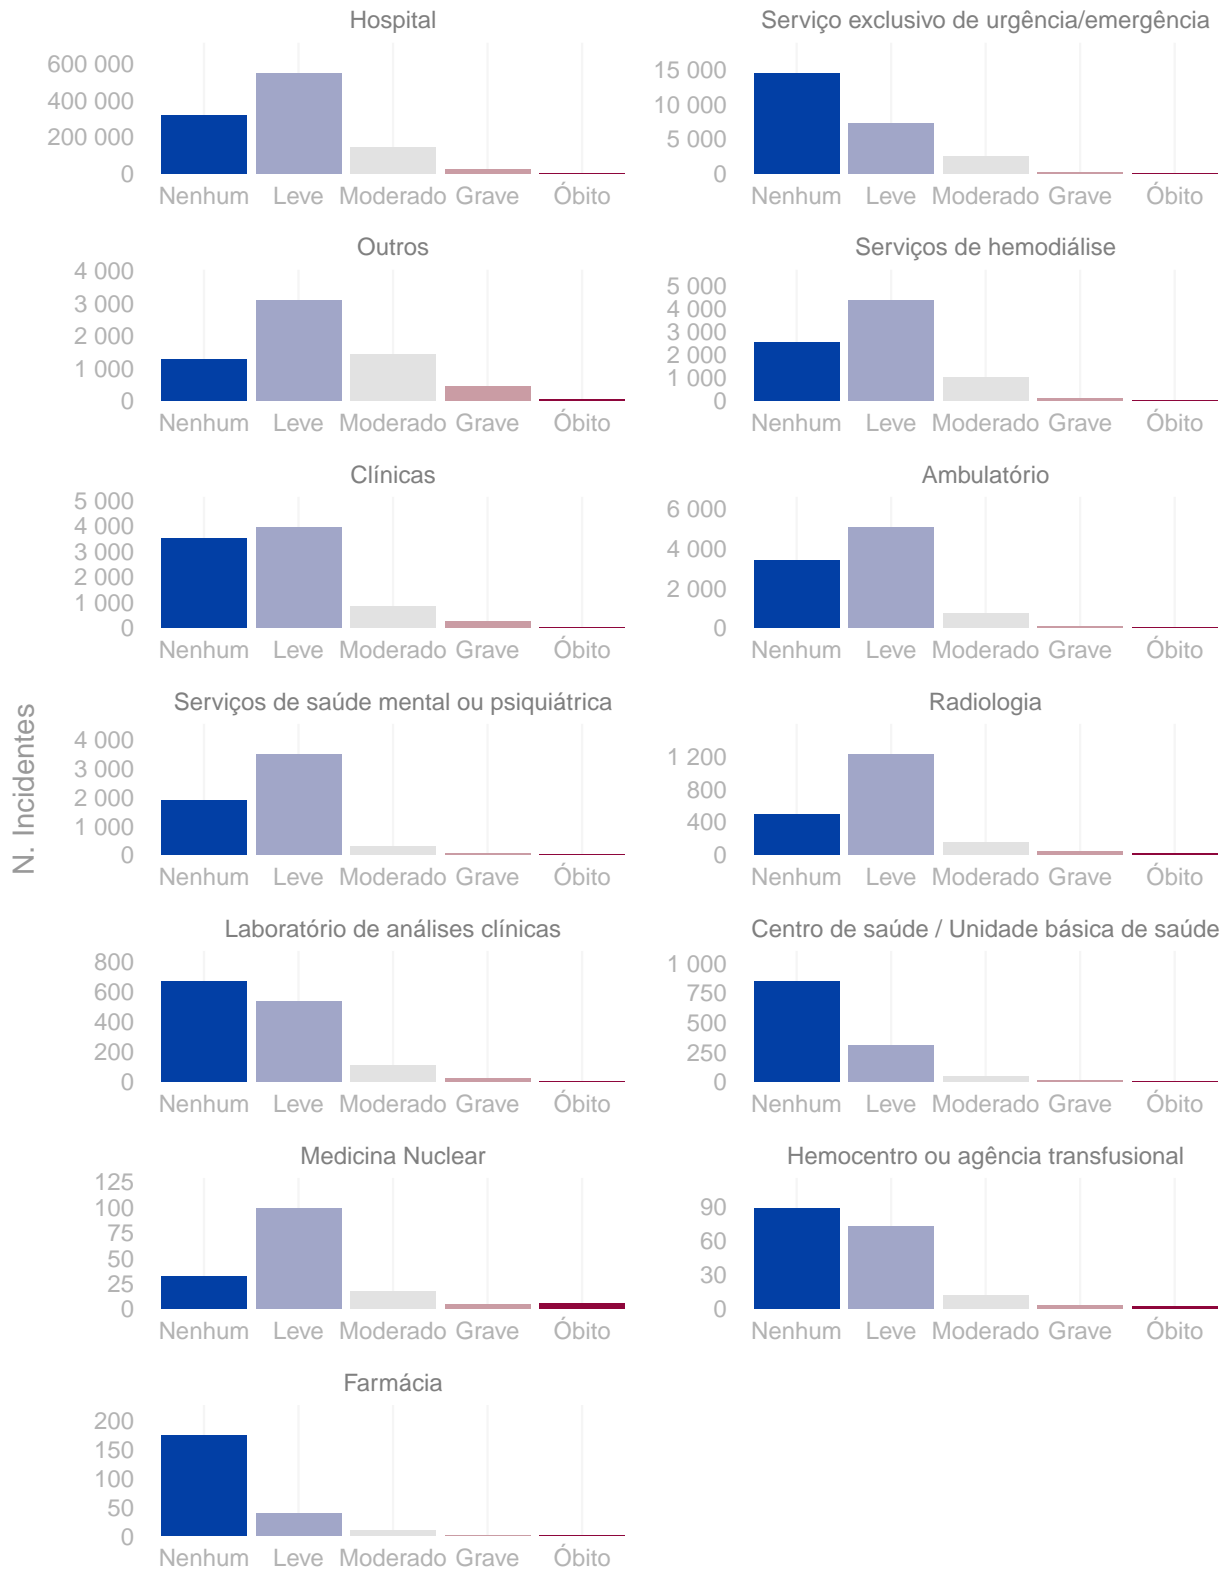 Hospital
600 000
400 000
200 000
0
Nenhum Leve Moderado Grave Óbito
Serviço exclusivo de urgência/emergência
15 000
10 000
5 000
0
Nenhum Leve Moderado Grave Óbito
Outros
4 000
3 000
2 000
1 000
0
Nenhum Leve Moderado Grave Óbito
Serviços de hemodiálise
5 000
4 000
3 000
2 000
1 000
0
Nenhum Leve Moderado Grave Óbito
Clínicas
5 000
4 000
3 000
2 000
1 000
0
Nenhum Leve Moderado Grave Óbito
Ambulatório
6 000
4 000
2 000
0
Nenhum Leve Moderado Grave Óbito
N. Incidentes
Serviços de saúde mental ou psiquiátrica
4 000
3 000
2 000
1 000
0
Nenhum Leve Moderado Grave Óbito
Radiologia
1 200
800
400
0
Nenhum Leve Moderado Grave Óbito
Laboratório de análises clínicas
800
600
400
200
0
Nenhum Leve Moderado Grave Óbito
Centro de saúde / Unidade básica de saúde
1 000
750
500
250
0
Nenhum Leve Moderado Grave Óbito
Medicina Nuclear
125
100
75
50
25
0
Nenhum Leve Moderado Grave Óbito
Hemocentro ou agência transfusional
90
60
30
0
Nenhum Leve Moderado Grave Óbito
Farmácia
200
150
100
50
0
Nenhum Leve Moderado Grave Óbito